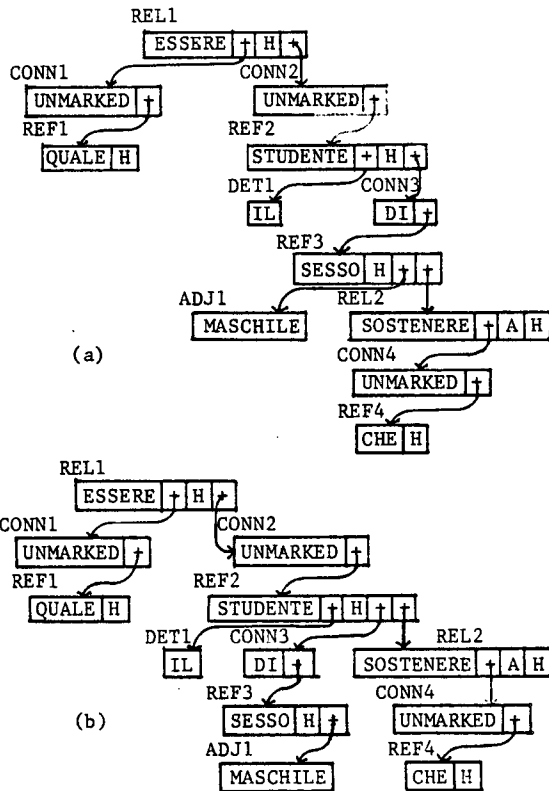 REL1
ESSERE + H +
CONN1 CONN2
UNMARKED + UNMARKED +
REF1 REF2
QUALE H STUDENTE + H +
DET1 CONN3
IL DI +
REF3
SESSO H + +
ADJ1 REL2
MASCHILE SOSTENERE + A H
(a) CONN4
UNMARKED +
REF4
CHE H
REL1
ESSERE + H +
CONN1 CONN2
UNMARKED + UNMARKED +
REF1 REF2
QUALE H STUDENTE + H + +
DET1 CONN3 REL2
IL DI + SOSTENERE + A H
REF3 CONN4
(b) SESSO H + UNMARKED +
ADJ1 REF4
MASCHILE CHE H